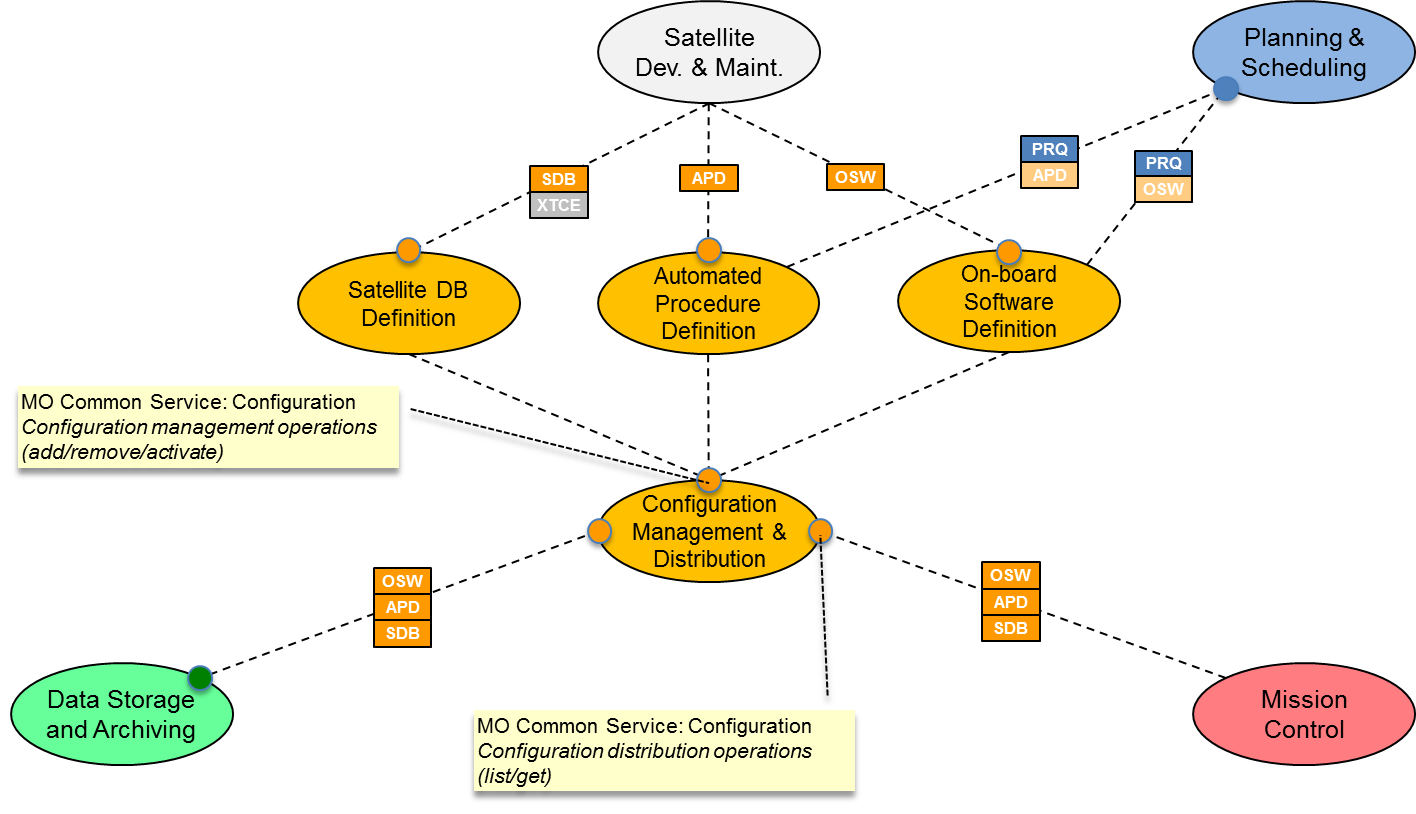 Satellite
Dev. & Maint.
Planning &
Scheduling
PRQ
APD
PRQ
OSW
SDB
XTCE
APD
OSW
Satellite DB
Definition
Automated
Procedure
Definition
On-board
Software
Definition
MO Common Service: Configuration
Configuration management operations
(add/remove/activate)
Configuration
Management &
Distribution
OSW
APD
SDB
OSW
APD
SDB
Data Storage
and Archiving
MO Common Service: Configuration
Configuration distribution operations
(list/get)
Mission
Control